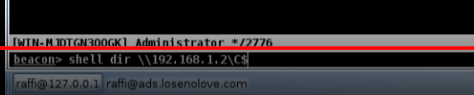 [WIN-MJDTGN3OOGK] Administrator */2776
beacon> shell dir \\192.168.1.2\C$
raffi@127.0.0.1 raffi@ads.losenolove.com